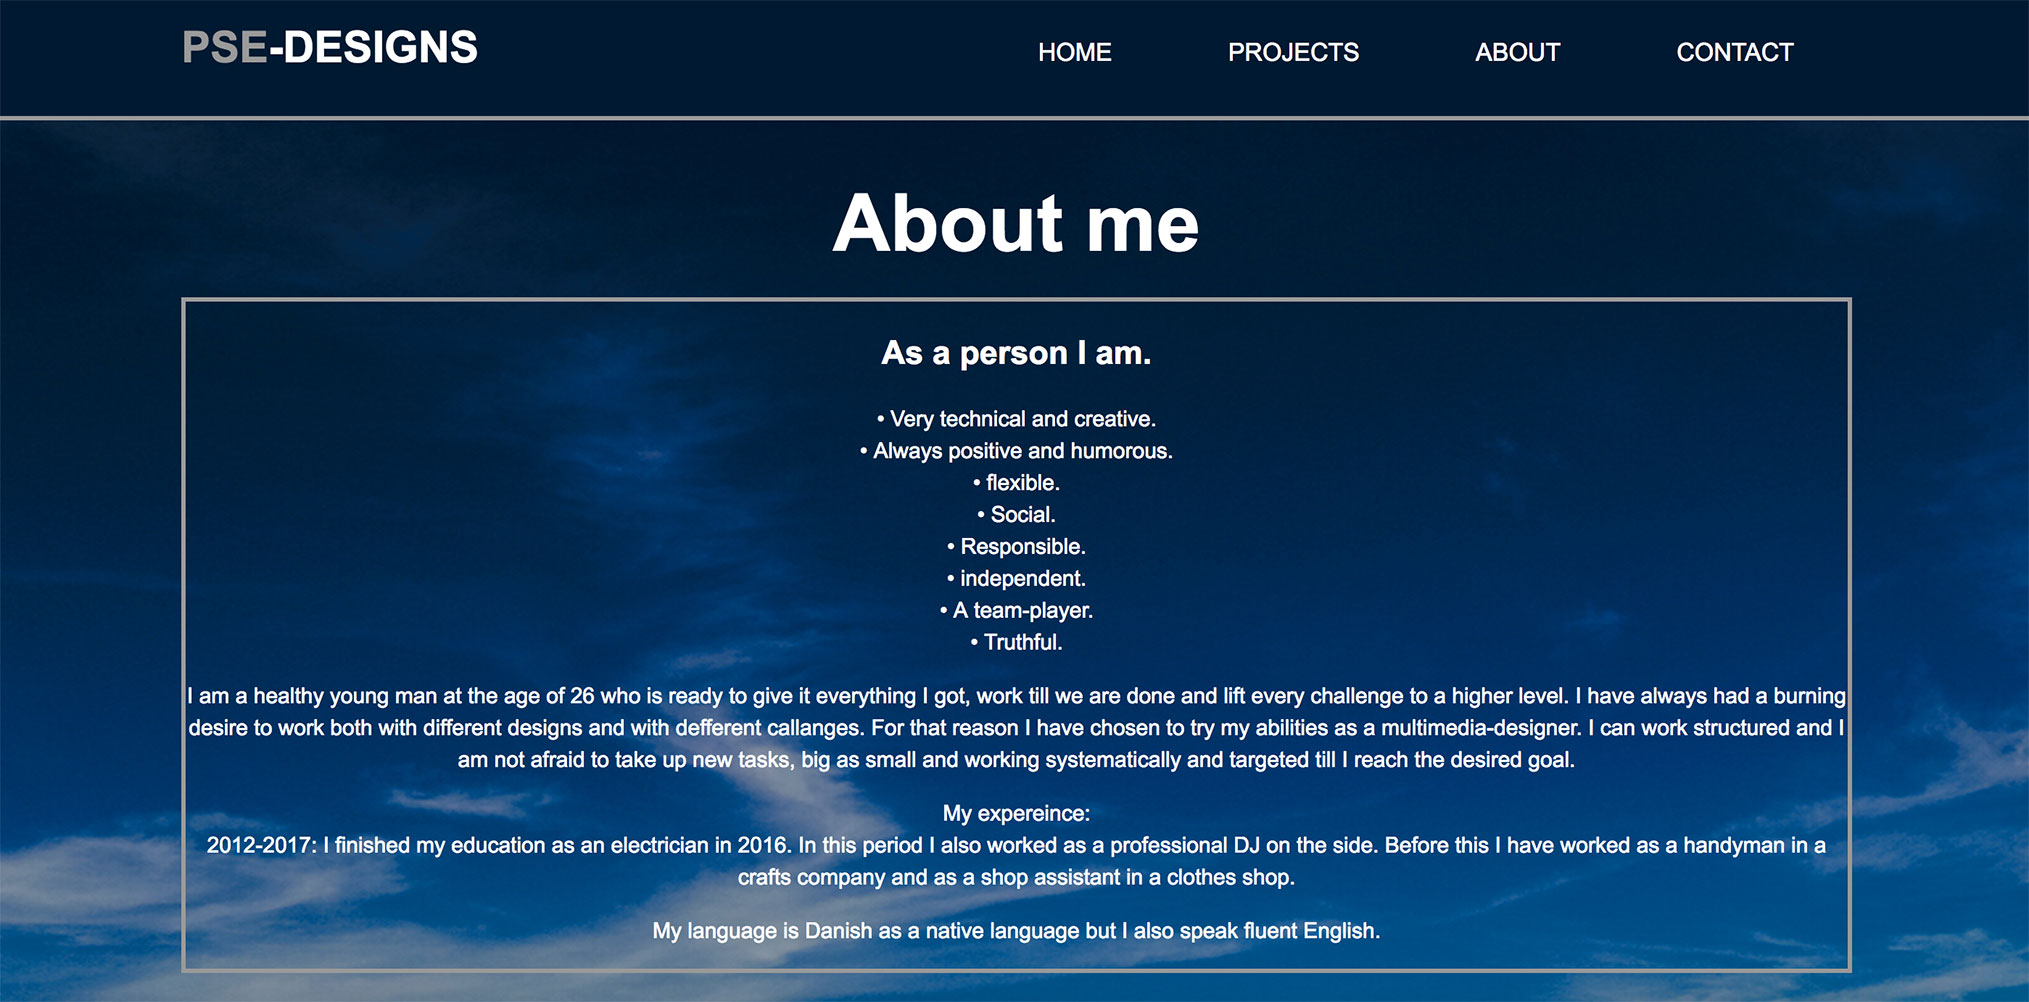 PSE-DESIGNS
HOME
PROJECTS
ABOUT
CONTACT
About me
As a person I am.
• Very technical and creative.
• Always positive and humorous.
• flexible.
• Social.
• Responsible.
• independent.
• A team-player.
• Truthful.
I am a healthy young man at the age of 26 who is ready to give it everything I got, work till we are done and lift every challenge to a higher level. I have always had a burning
desire to work both with different designs and with defferent callanges. For that reason I have chosen to try my abilities as a multimedia-designer. I can work structured and I
am not afraid to take up new tasks, big as small and working systematically and targeted till I reach the desired goal.
My expereince:
2012-2017: I finished my education as an electrician in 2016. In this period I also worked as a professional DJ on the side. Before this I have worked as a handyman in a
crafts company and as a shop assistant in a clothes shop.
My language is Danish as a native language but I also speak fluent English.